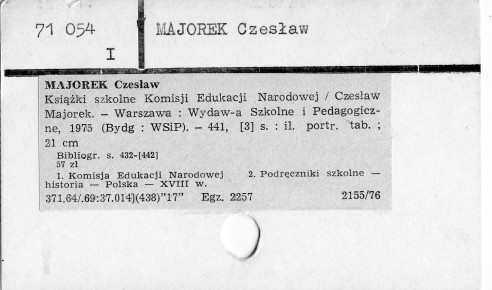 71 054
MAJOREK Czesław
I
MAJOREK Czesław
Książki szkolne Komisji Edukacji Narodowej / Czesław
Majorek. — Warszawa : Wydaw-a Szkolne i Pedagogicz-
ne, 1975 (Bydg : WSiP). — 441, [3] s. : il. portr. tab. ;
21 cm
Bibliogr. s. 432-[442]
57 zł
1. Komisja Edukacji Narodowej 2. Podręczniki szkolne —
historia — Polska — XVIII w.
371.64/.69:37.014](438)"17" Egz. 2257 2155/76